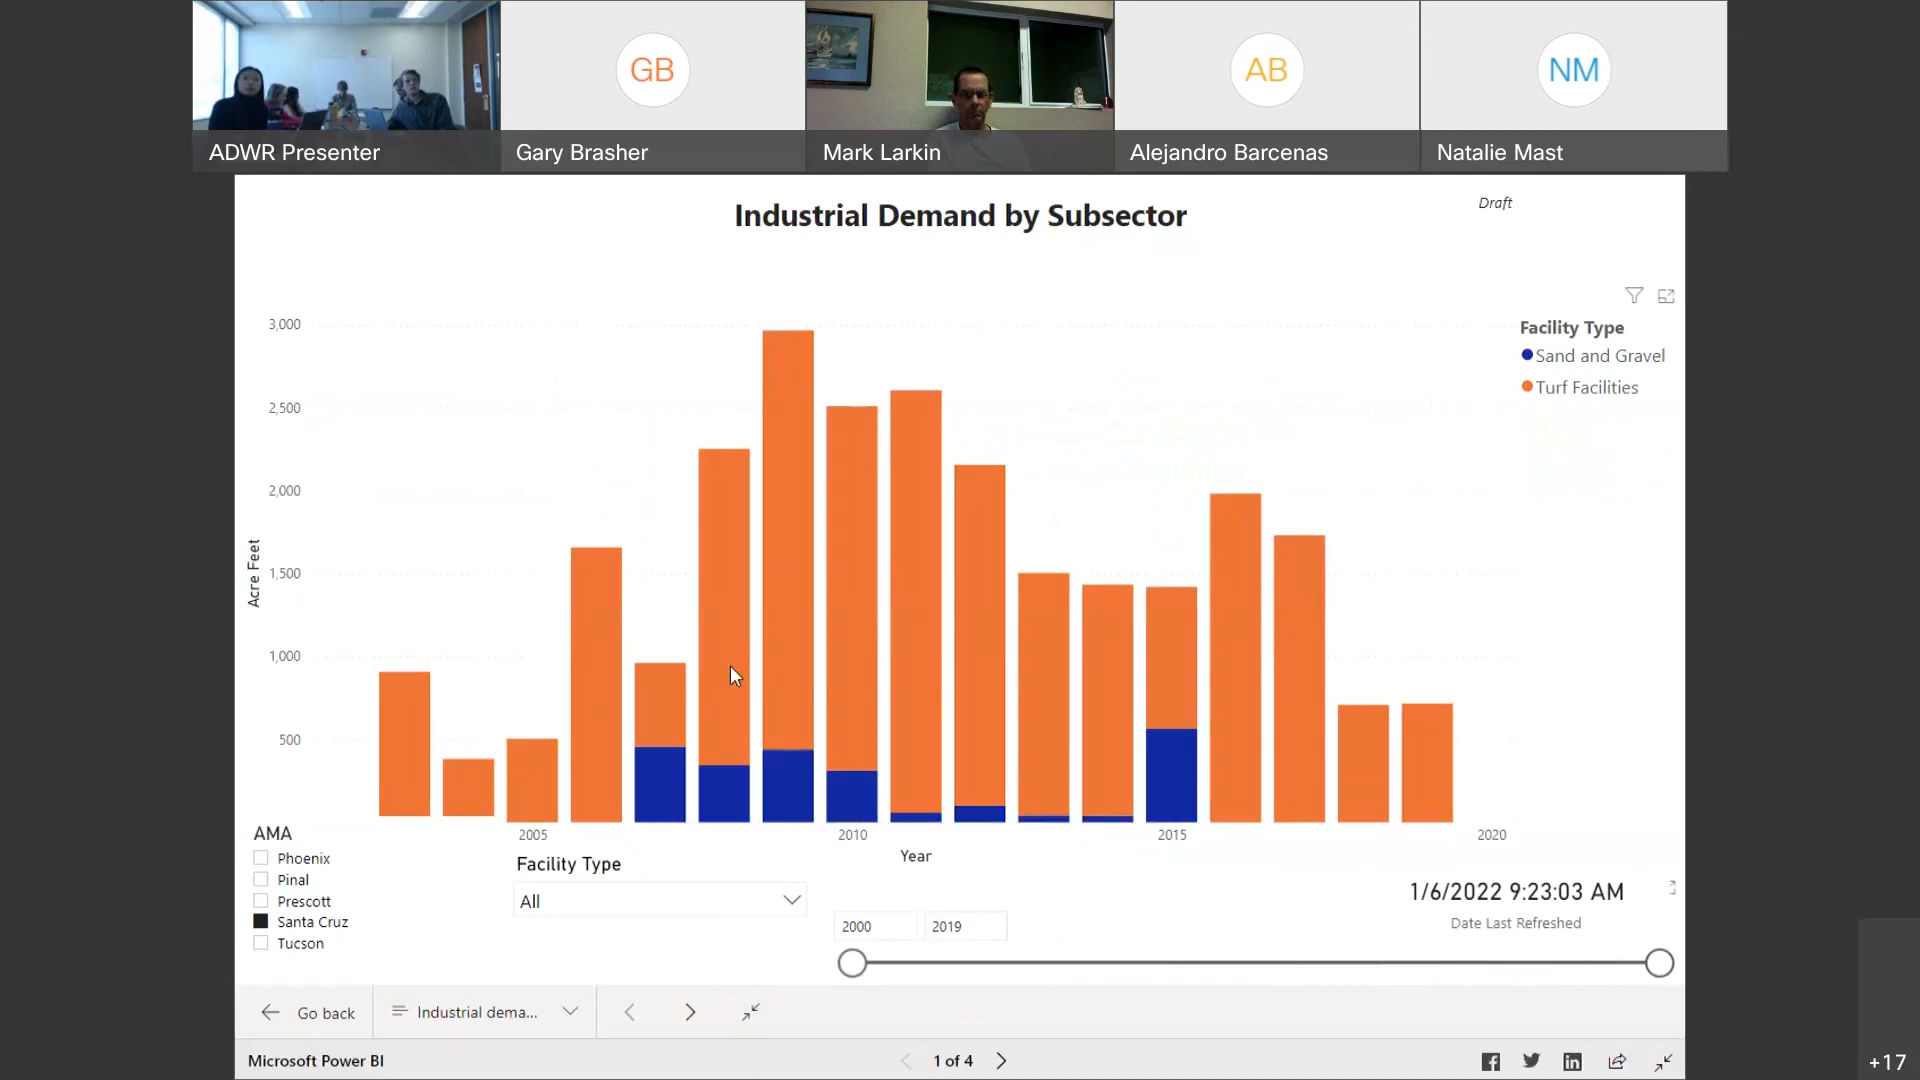 GB
AB
NM
ADWR Presenter
Gary Brasher
Mark Larkin
Alejandro Barcenas
Natalie Mast
Industrial Demand by Subsector
Draft
Facility Type
Sand and Gravel
Turf Facilities
3,000
2,500
2,000
1,500
1,000
500
Acre Feet
2005
2010
2015
2020
Year
AMA
Phoenix
Pinal
Prescott
Santa Cruz
Tucson
Facility Type
All
2000
2019
1/6/2022 9:23:03 AM
Date Last Refreshed
Go back
Industrial dema...
Microsoft Power BI
1 of 4
+17